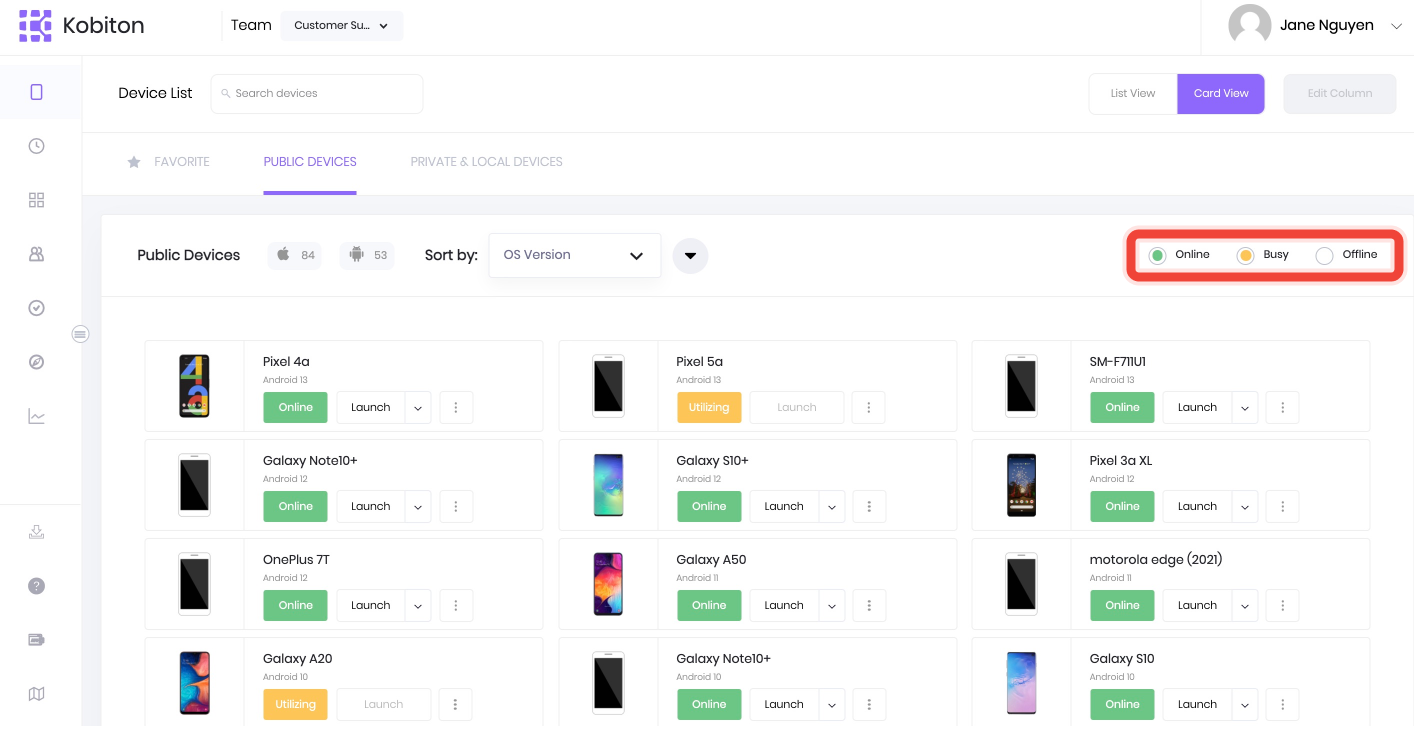 Kobiton
Team
Customer Su...
Jane Nguyen
Device List
Search devices
List View
Card View
Edit Column
FAVORITE
PUBLIC DEVICES
PRIVATE & LOCAL DEVICES
Public Devices
84
53
Sort by:
OS Version
Online
Busy
Offline
Pixel 4a
Android 13
Online
Launch
Pixel 5a
Android 13
Utilizing
Launch
SM-F711U1
Android 13
Online
Launch
Galaxy Note10+
Android 12
Online
Launch
Galaxy S10+
Android 12
Online
Launch
Pixel 3a XL
Android 12
Online
Launch
OnePlus 7T
Android 12
Online
Launch
Galaxy A50
Android 11
Online
Launch
motorola edge (2021)
Android 11
Online
Launch
Galaxy A20
Android 10
Utilizing
Launch
Galaxy Note10+
Android 10
Online
Launch
Galaxy S10
Android 10
Online
Launch